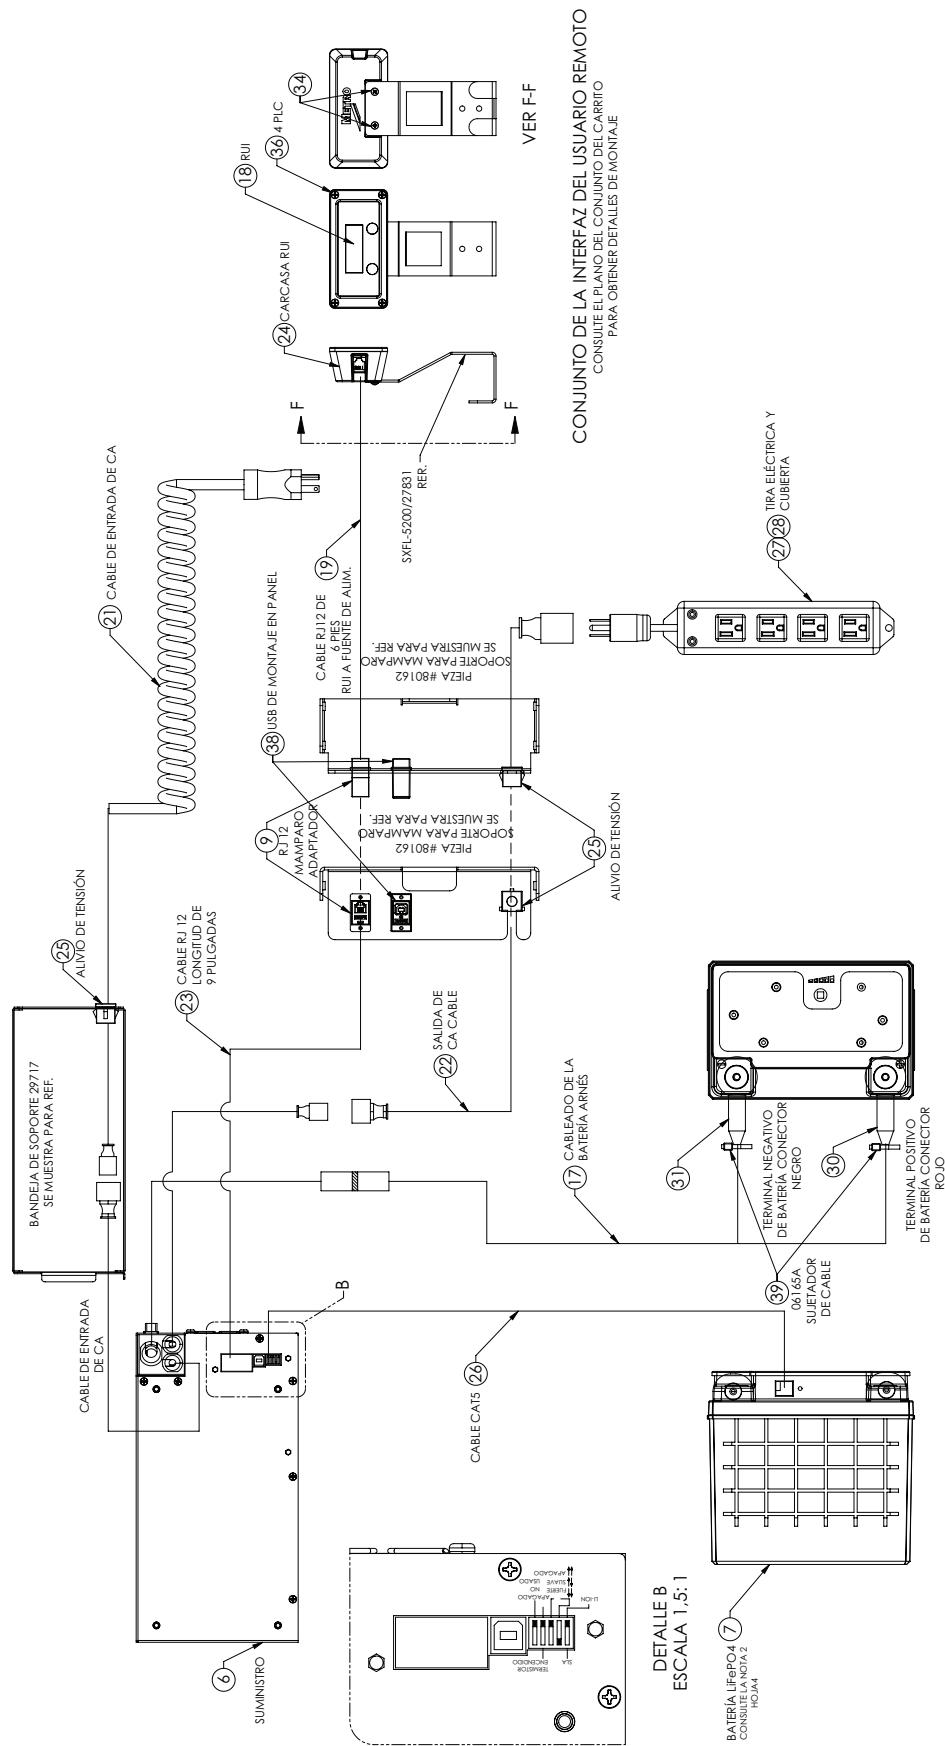 BANDEJA DE SOPORTE 29717
SE MUESTRA PARA REF.
CABLE DE ENTRADA
DE CA
6
SUMINISTRO
25
ALIVIO DE TENSIÓN
21 CABLE DE ENTRADA DE CA
23
CABLE RJ 12
LONGITUD DE
9 PULGADAS
22
SALIDA DE
CA CABLE
17
CABLEADO DE LA
BATERÍA ARNÉS
B
CABLE CAT5 26
9
RJ 12
MAMPARO
ADAPTADOR
38 USB DE MONTAJE EN PANEL
PIEZA #80162
SOPORTE PARA MAMPARO
SE MUESTRA PARA REF.
PIEZA #80162
SOPORTE PARA MAMPARO
SE MUESTRA PARA REF.
25
ALIVIO DE TENSIÓN
19
CABLE RJ12 DE
6 PIES
RUI A FUENTE DE ALIM.
F
F
SXFL-5200/27831
RER.
24 CARCASA RUI
18 RUI
36 4 PLC
METRO
34
VER F-F
CONJUNTO DE LA INTERFAZ DEL USUARIO REMOTO
CONSULTE EL PLANO DEL CONJUNTO DEL CARRITO
PARA OBTENER DETALLES DE MONTAJE
27 28
TIRA ELÉCTRICA Y
CUBIERTA
31
TERMINAL NEGATIVO
DE BATERÍA CONECTOR
NEGRO
30
TERMINAL POSITIVO
DE BATERÍA CONECTOR
ROJO
39
06165A
SUJETADOR
DE CABLE
7
BATERÍA LiFePO4
CONSULTE LA NOTA 2
HOJA4
DETALLE B
ESCALA 1,5: 1
SLA
TERMISTOR
ENCENDIDO
LI-ION
APAGADO
NO
USADO
FUERTE
SUAVE
APAGADO